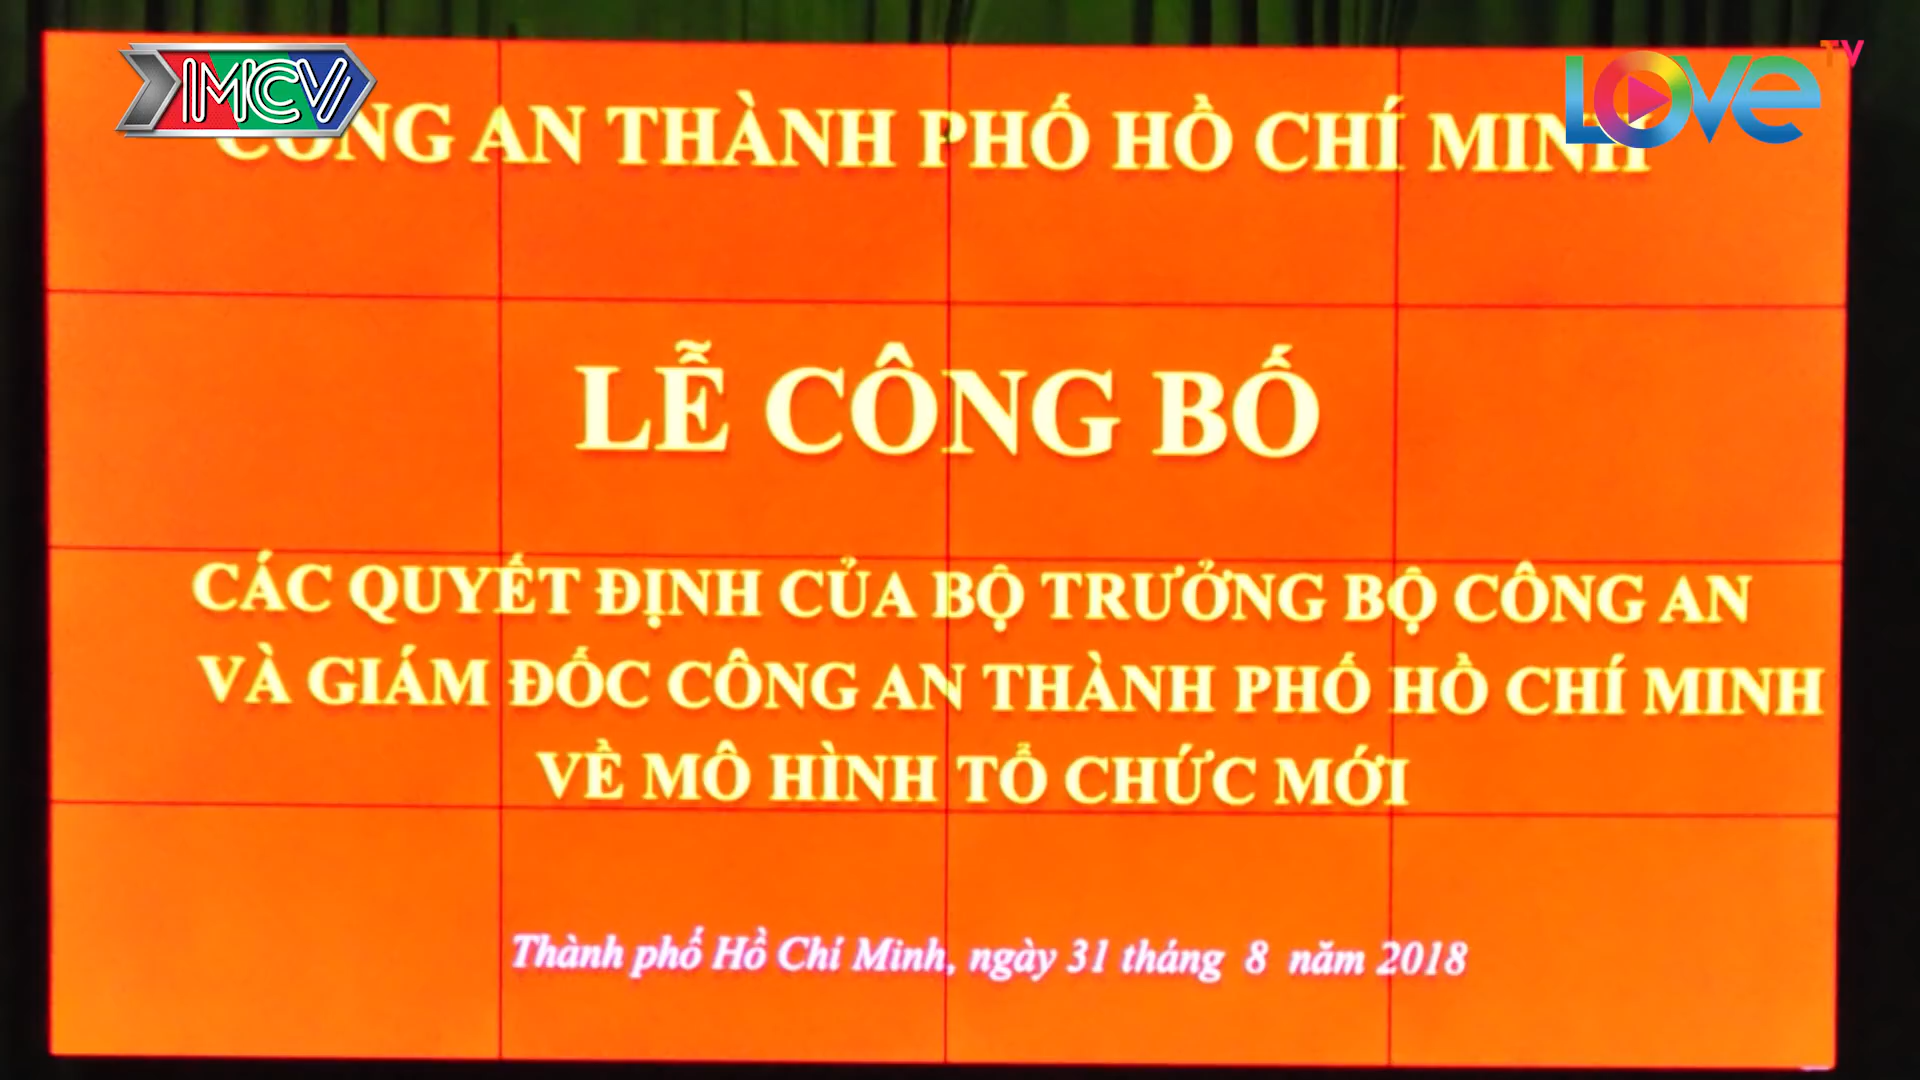 MCV
LOVE TV
CÔNG AN THÀNH PHỐ HỒ CHÍ MINH
LỄ CÔNG BỐ
CÁC QUYẾT ĐỊNH CỦA BỘ TRƯỞNG BỘ CÔNG AN
VÀ GIÁM ĐỐC CÔNG AN THÀNH PHỐ HỒ CHÍ MINH
VỀ MÔ HÌNH TỔ CHỨC MỚI
Thành phố Hồ Chí Minh, ngày 31 tháng 8 năm 2018